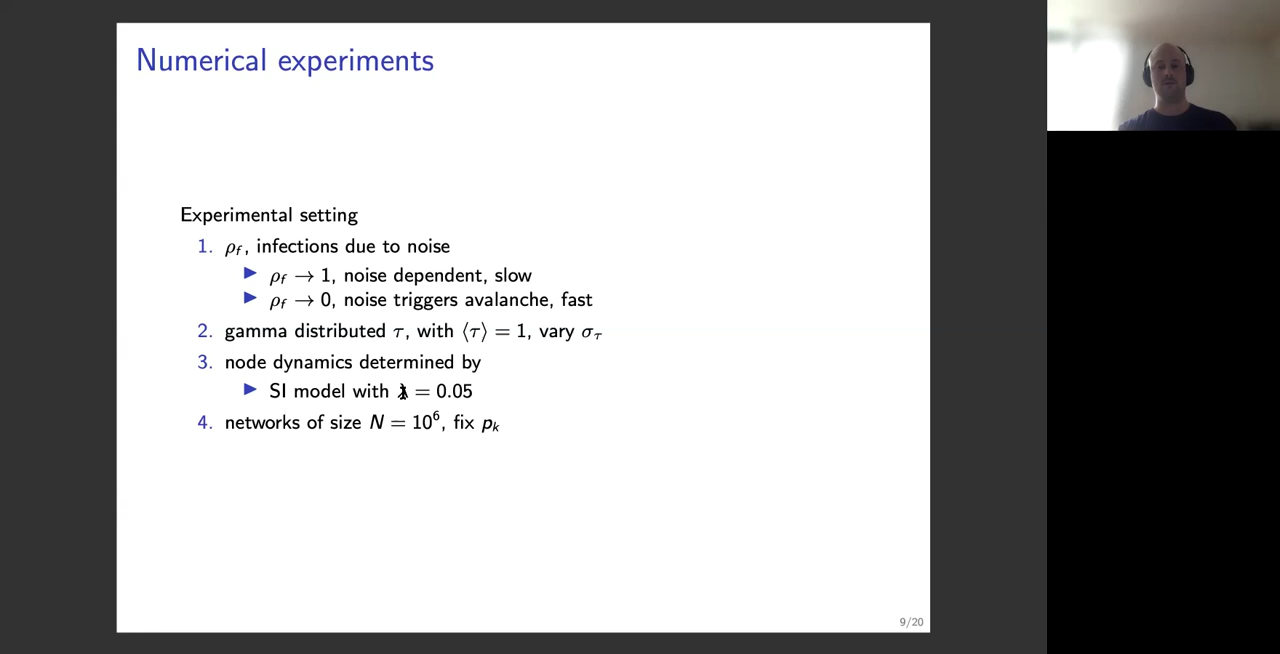 Numerical experiments
Experimental setting
1. ρf, infections due to noise
▶ ρf → 1, noise dependent, slow
▶ ρf → 0, noise triggers avalanche, fast
2. gamma distributed τ, with ⟨τ⟩ = 1, vary στ
3. node dynamics determined by
▶ SI model with = 0.05
4. networks of size N = 10⁶, fix pk
9/20